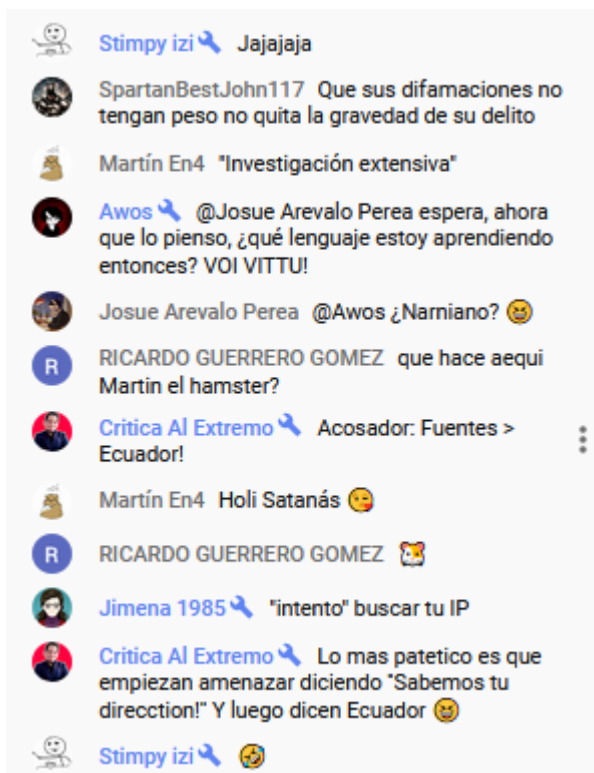 Stimpy izi Jajajaja
SpartanBestJohn117 Que sus difamaciones no
tengan peso no quita la gravedad de su delito
Martín En4 "Investigación extensiva"
Awos @Josue Arevalo Perea espera, ahora
que lo pienso, ¿qué lenguaje estoy aprendiendo
entonces? VOI VITTU!
Josue Arevalo Perea @Awos ¿Narniano? 😆
R
RICARDO GUERRERO GOMEZ que hace aequi
Martin el hamster?
Critica Al Extremo Acosador: Fuentes >
Ecuador!
Martín En4 Holi Satanás 😘
R
RICARDO GUERRERO GOMEZ 🐹
Jimena 1985 "intento" buscar tu IP
Critica Al Extremo Lo mas patetico es que
empiezan amenazar diciendo "Sabemos tu
direcction!" Y luego dicen Ecuador 😆
Stimpy izi 🤣